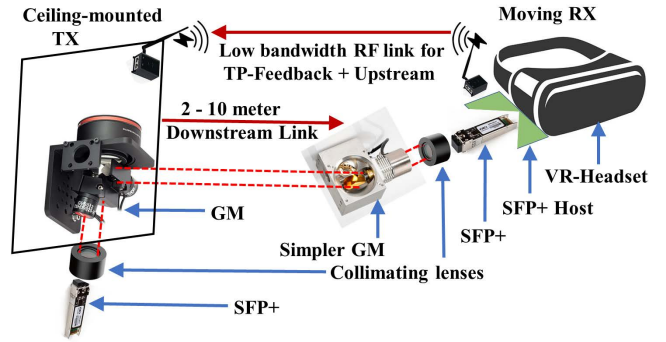 Ceiling-mounted
TX
Moving RX
Low bandwidth RF link for
TP-Feedback + Upstream
2 - 10 meter
Downstream Link
VR-Headset
GM
SFP+ Host
SFP+
Simpler GM
Collimating lenses
SFP+